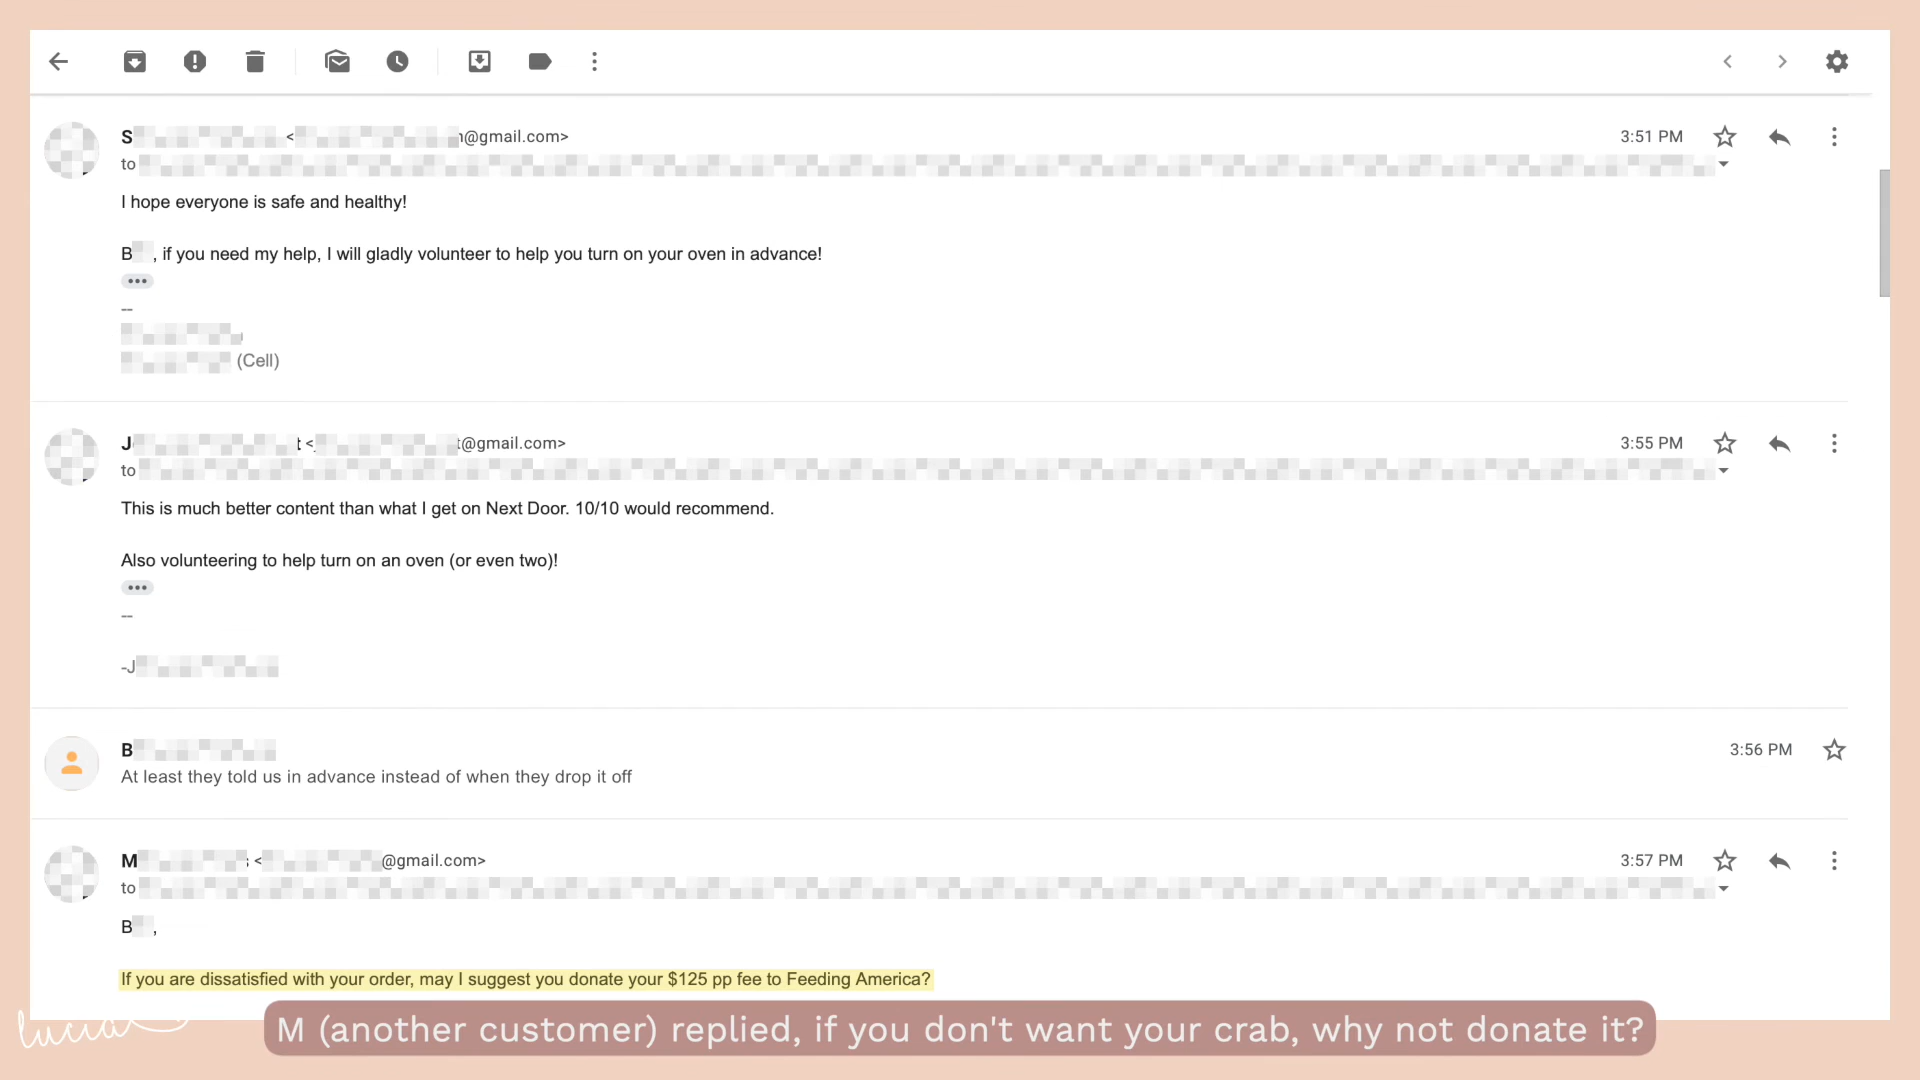 S <n@gmail.com> 3:51 PM
to
I hope everyone is safe and healthy!
B , if you need my help, I will gladly volunteer to help you turn on your oven in advance!
--
(Cell)
J t < t@gmail.com> 3:55 PM
to
This is much better content than what I get on Next Door. 10/10 would recommend.
Also volunteering to help turn on an oven (or even two)!
--
-J
B 3:56 PM
At least they told us in advance instead of when they drop it off
M < @gmail.com> 3:57 PM
to
B ,
If you are dissatisfied with your order, may I suggest you donate your $125 pp fee to Feeding America?
lucia
M (another customer) replied, if you don't want your crab, why not donate it?